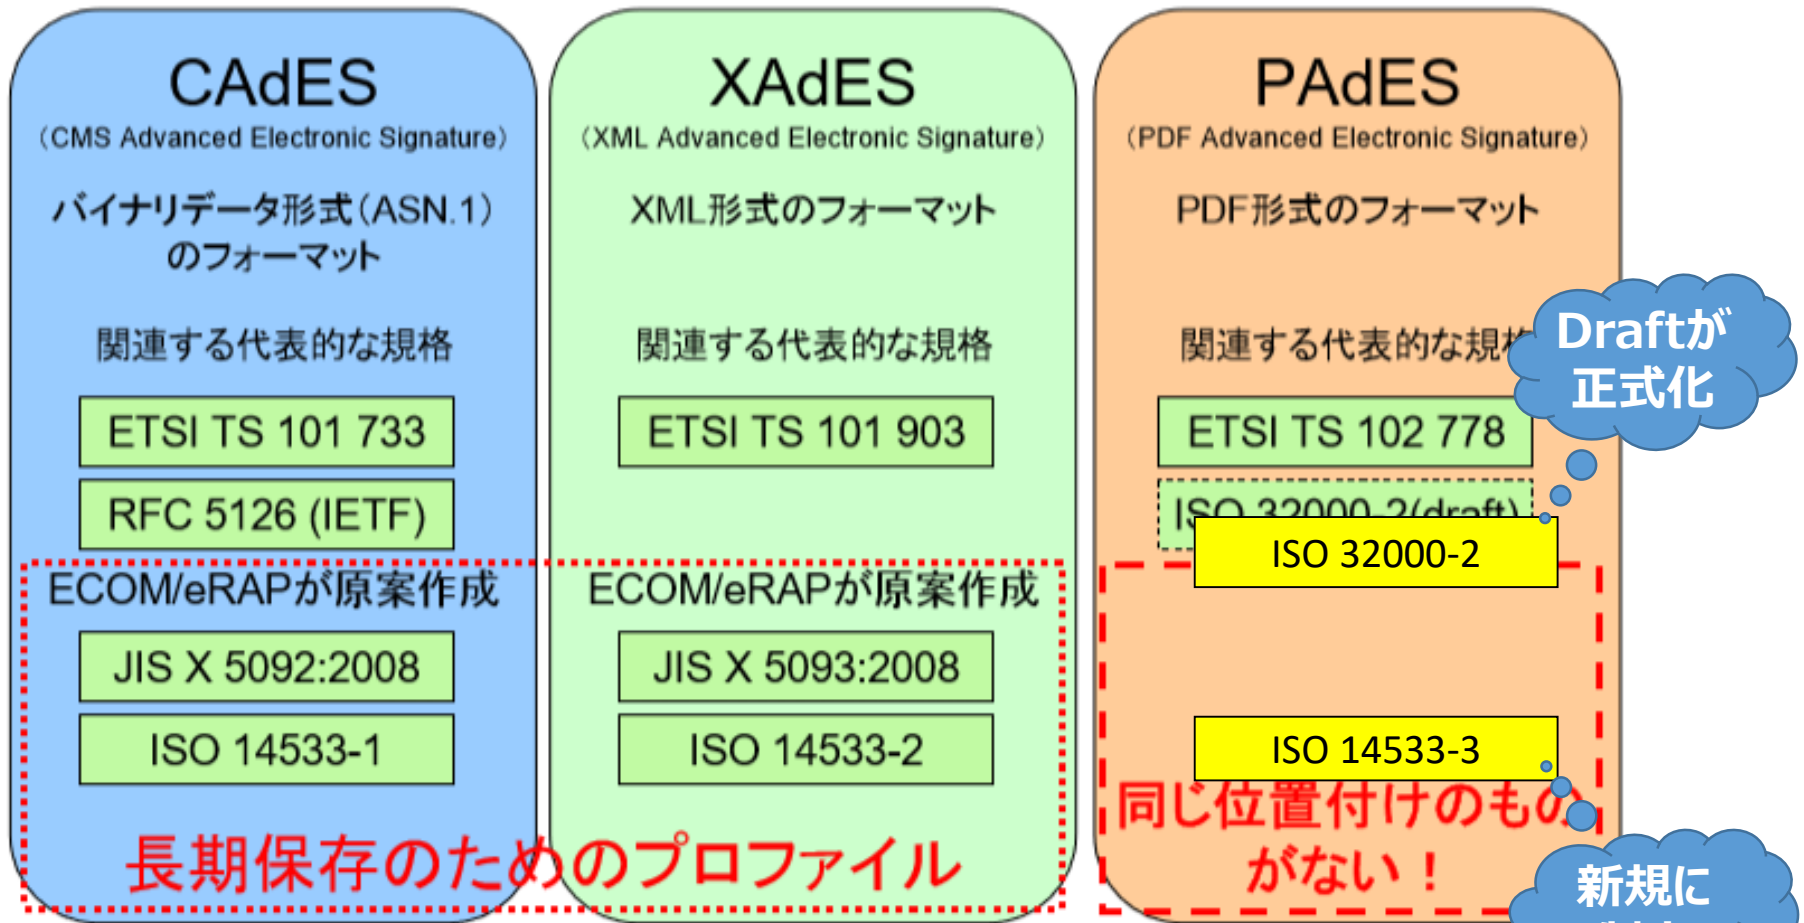 CAdES
(CMS Advanced Electronic Signature)
バイナリデータ形式(ASN.1)
のフォーマット
関連する代表的な規格
ETSI TS 101 733
RFC 5126 (IETF)
ECOM/eRAPが原案作成
JIS X 5092:2008
ISO 14533-1
XAdES
(XML Advanced Electronic Signature)
XML形式のフォーマット
関連する代表的な規格
ETSI TS 101 903
ECOM/eRAPが原案作成
JIS X 5093:2008
ISO 14533-2
長期保存のためのプロファイル
PAdES
(PDF Advanced Electronic Signature)
PDF形式のフォーマット
関連する代表的な規格
Draftが
正式化
ETSI TS 102 778
ISO 32000-2(draft)
ISO 32000-2
ISO 14533-3
同じ位置付けのもの
がない！
新規に